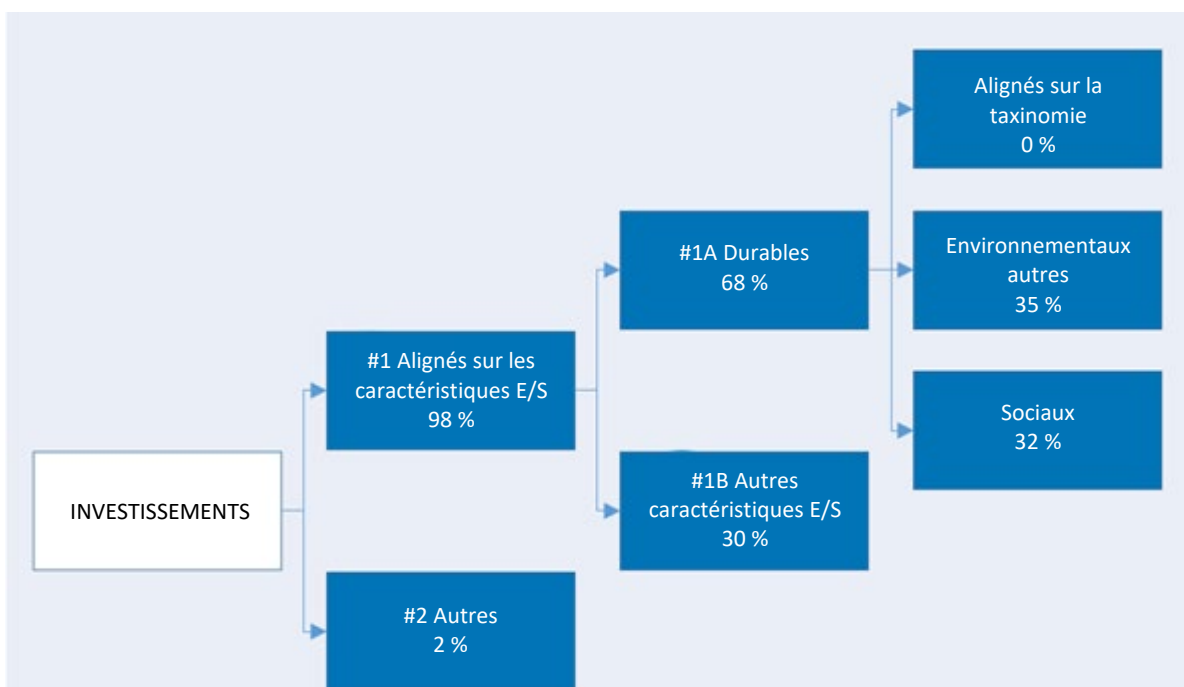 Alignés sur la
taxinomie
0 %
#1A Durables
68 %
Environnementaux
autres
35 %
#1 Alignés sur les
caractéristiques E/S
98 %
Sociaux
32 %
INVESTISSEMENTS
#1B Autres
caractéristiques E/S
30 %
#2 Autres
2 %